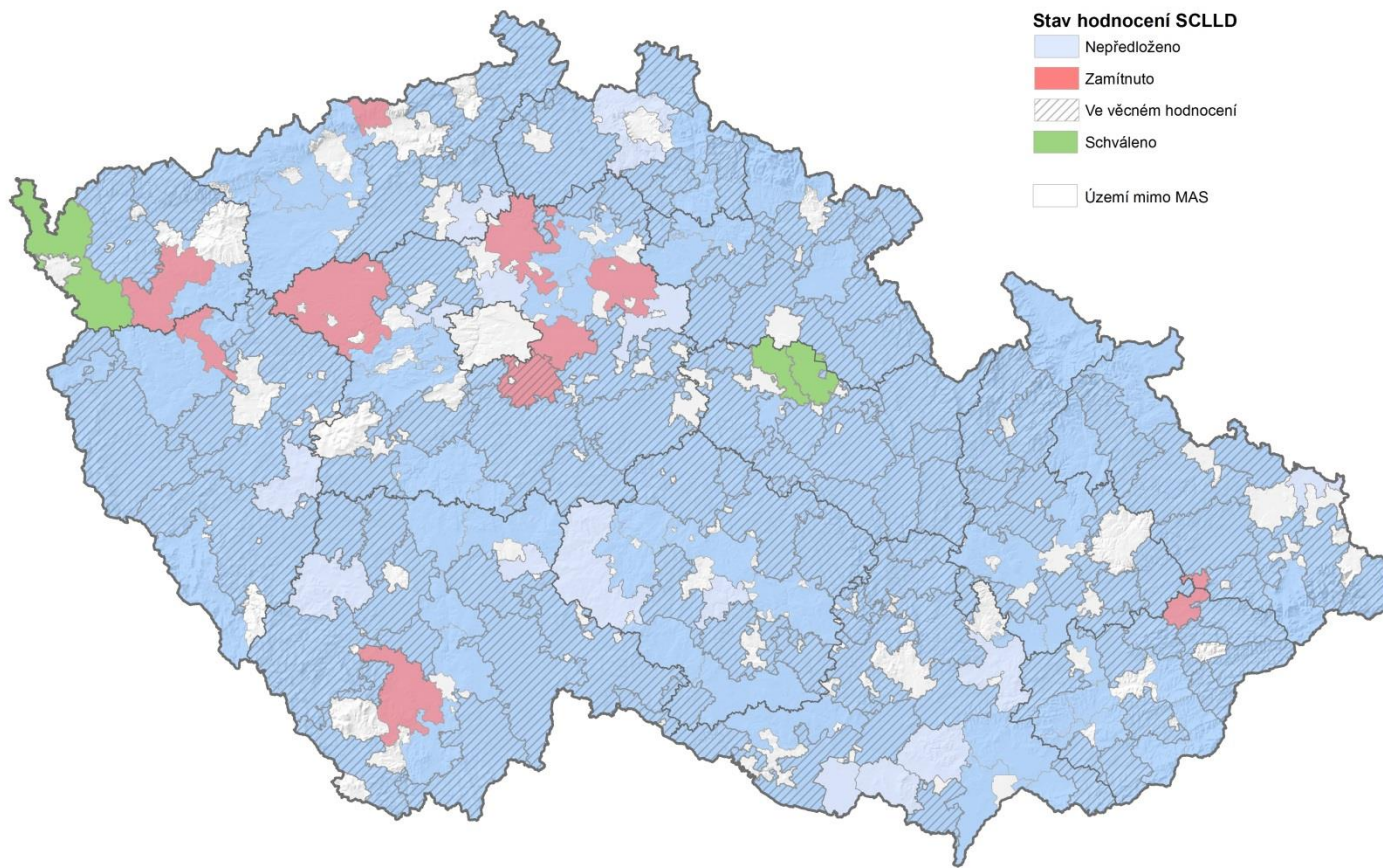 Stav hodnocení SCLLD
Nepředloženo
Zamítnuto
Ve věcném hodnocení
Schváleno
Území mimo MAS